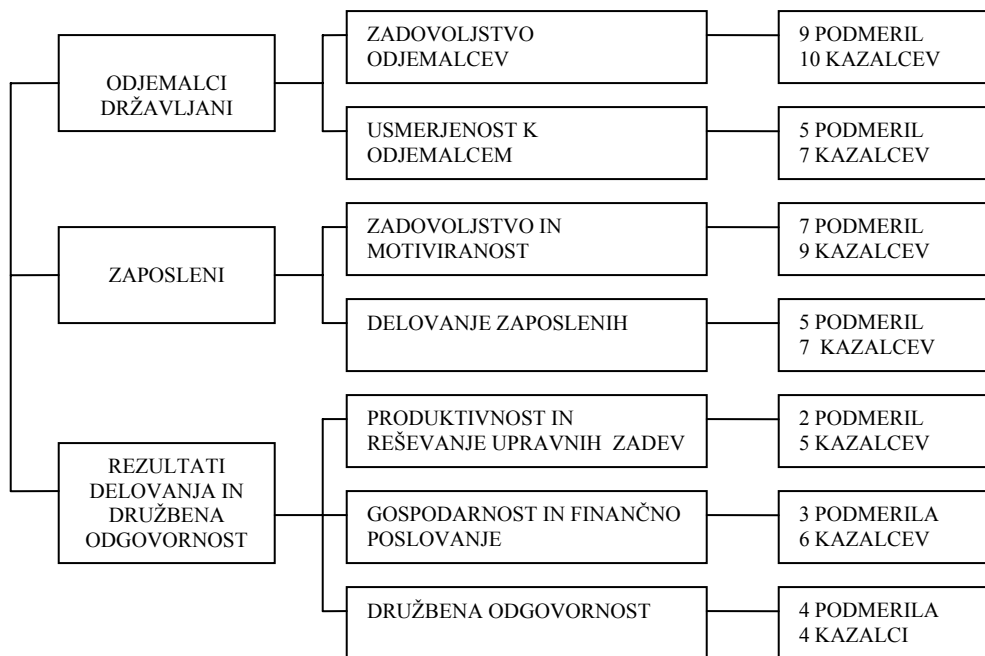 ODJEMALCI
DRŽAVLJANI
ZADOVOLJSTVO
ODJEMALCEV
9 PODMERIL
10 KAZALCEV
USMERJENOST K
ODJEMALCEM
5 PODMERIL
7 KAZALCEV
ZAPOSLENI
ZADOVOLJSTVO IN
MOTIVIRANOST
7 PODMERIL
9 KAZALCEV
DELOVANJE ZAPOSLENIH
5 PODMERIL
7 KAZALCEV
REZULTATI
DELOVANJA IN
DRUŽBENA
ODGOVORNOST
PRODUKTIVNOST IN
REŠEVANJE UPRAVNIH ZADEV
2 PODMERIL
5 KAZALCEV
GOSPODARNOST IN FINANČNO
POSLOVANJE
3 PODMERILA
6 KAZALCEV
DRUŽBENA ODGOVORNOST
4 PODMERILA
4 KAZALCI